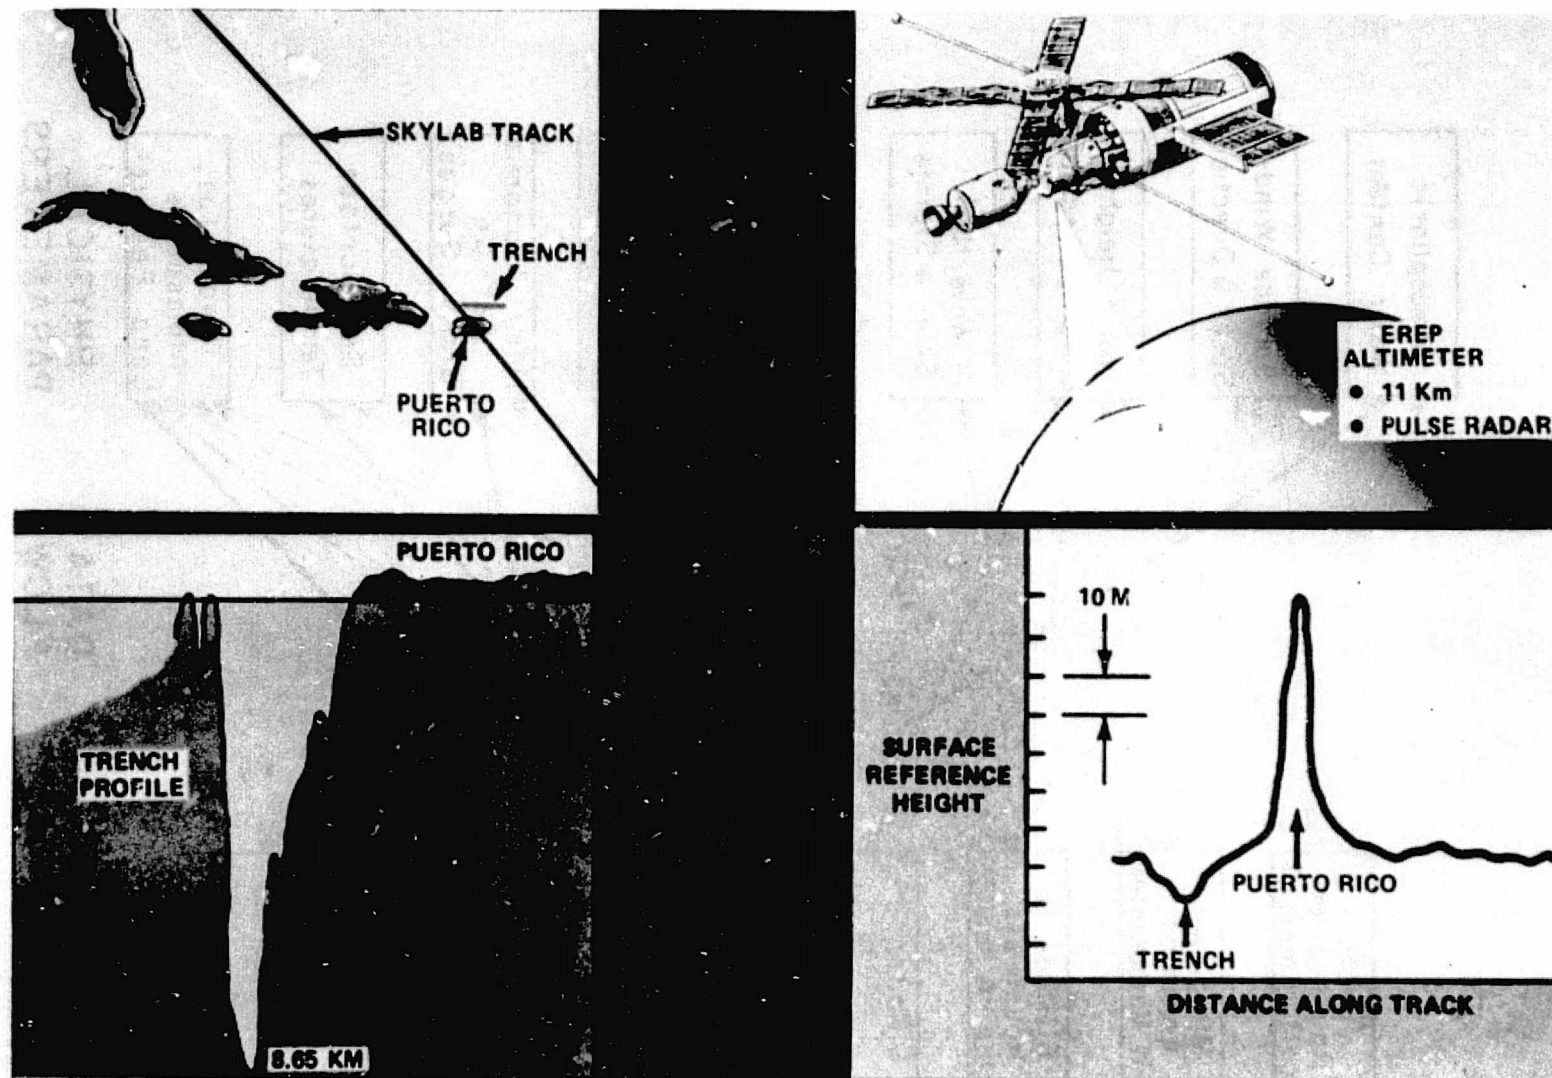 SKYLAB TRACK
TRENCH
PUERTO
RICO
EREP
ALTIMETER
• 11 Km
• PULSE RADAR
PUERTO RICO
TRENCH
PROFILE
8.65 KM
10 M
SURFACE
REFERENCE
HEIGHT
PUERTO RICO
TRENCH
DISTANCE ALONG TRACK